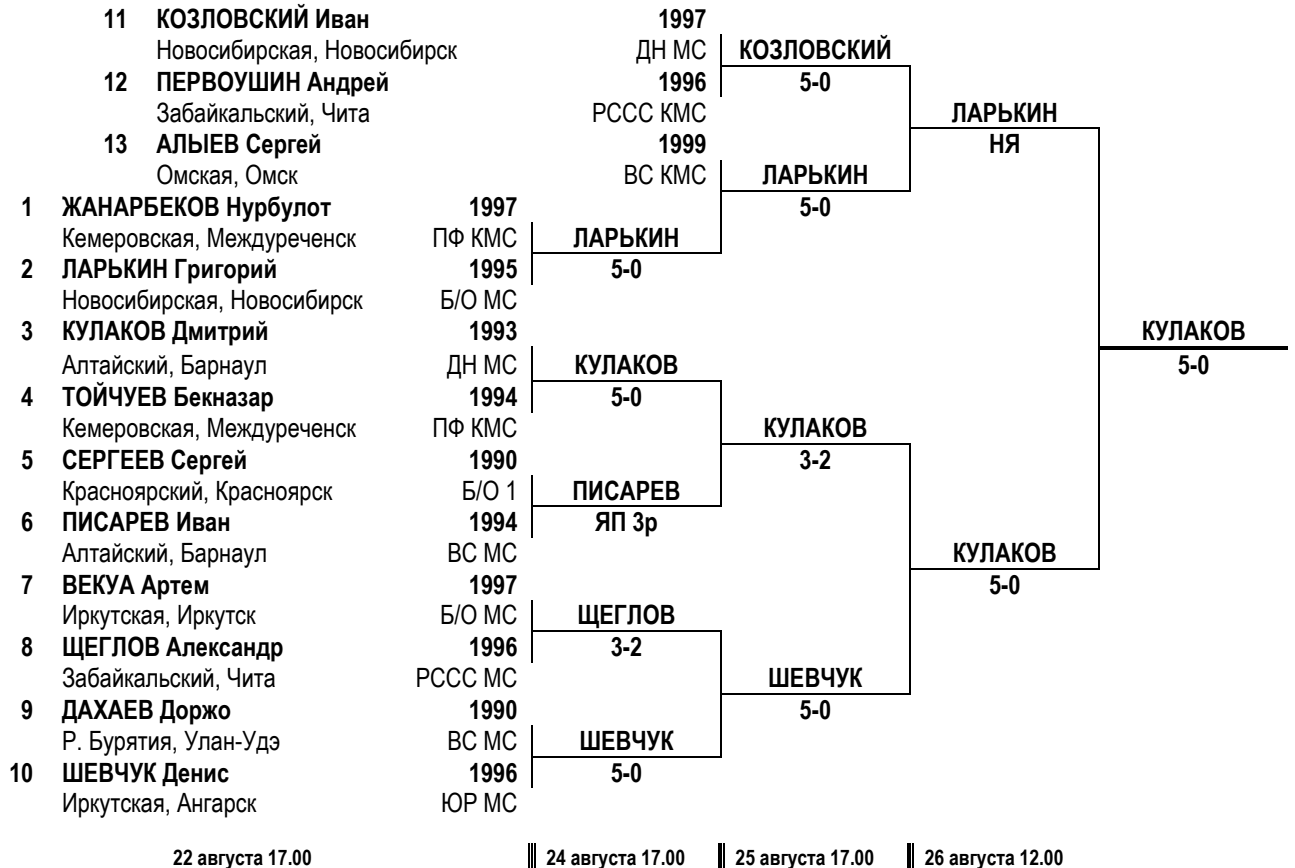 11 КОЗЛОВСКИЙ Иван 1997
Новосибирская, Новосибирск ДН МС КОЗЛОВСКИЙ
12 ПЕРВОУШИН Андрей 1996 5-0
Забайкальский, Чита РССС КМС ЛАРЬКИН
13 АЛЫЕВ Сергей 1999 НЯ
Омская, Омск ВС КМС ЛАРЬКИН
1 ЖАНАРБЕКОВ Нурбулот 1997 5-0
Кемеровская, Междуреченск ПФ КМС ЛАРЬКИН
2 ЛАРЬКИН Григорий 1995 5-0
Новосибирская, Новосибирск Б/О МС
3 КУЛАКОВ Дмитрий 1993 КУЛАКОВ
Алтайский, Барнаул ДН МС КУЛАКОВ 5-0
4 ТОЙЧУЕВ Бекназар 1994 5-0
Кемеровская, Междуреченск ПФ КМС КУЛАКОВ
5 СЕРГЕЕВ Сергей 1990 3-2
Красноярский, Красноярск Б/О 1 ПИСАРЕВ
6 ПИСАРЕВ Иван 1994 ЯП 3р
Алтайский, Барнаул ВС МС КУЛАКОВ
7 ВЕКУА Артем 1997 5-0
Иркутская, Иркутск Б/О МС ЩЕГЛОВ
8 ЩЕГЛОВ Александр 1996 3-2
Забайкальский, Чита РССС МС ШЕВЧУК
9 ДАХАЕВ Доржо 1990 5-0
Р. Бурятия, Улан-Удэ ВС МС ШЕВЧУК
10 ШЕВЧУК Денис 1996 5-0
Иркутская, Ангарск ЮР МС
22 августа 17.00 24 августа 17.00 25 августа 17.00 26 августа 12.00